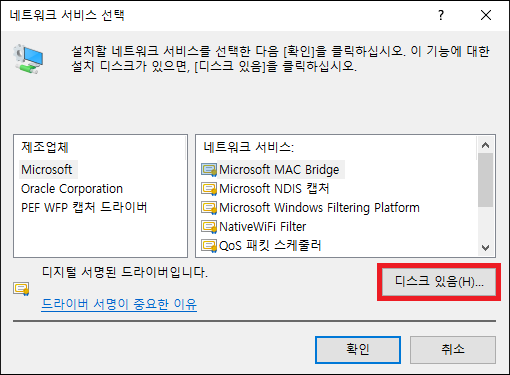 네트워크 서비스 선택
설치할 네트워크 서비스를 선택한 다음 [확인]을 클릭하십시오. 이 기능에 대한
설치 디스크가 있으면, [디스크 있음]을 클릭하십시오.
제조업체
Microsoft
Oracle Corporation
PEF WFP 캡처 드라이버
네트워크 서비스:
Microsoft MAC Bridge
Microsoft NDIS 캡처
Microsoft Windows Filtering Platform
NativeWiFi Filter
QoS 패킷 스케줄러
디지털 서명된 드라이버입니다.
드라이버 서명이 중요한 이유
디스크 있음(H)...
확인
취소